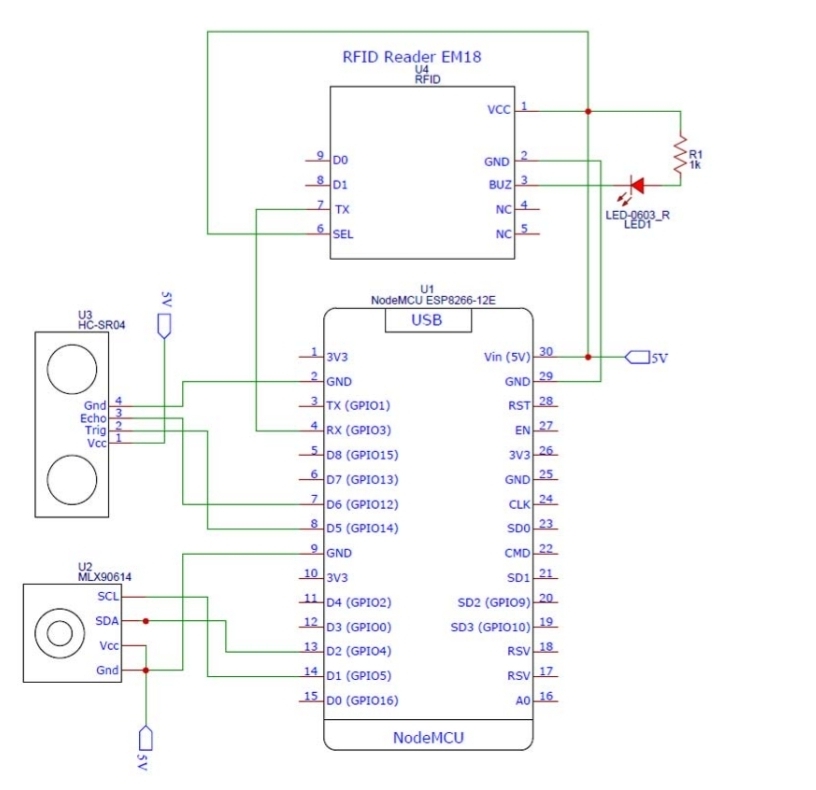 RFID Reader EM18
U4
RFID
VCC 1
GND 2
BUZ 3
NC 4
NC 5
9 D0
8 D1
7 TX
6 SEL
R1
1k
LED-0603_R
LED1
U1
NodeMCU ESP8266-12E
USB
1 3V3
2 GND
3 TX (GPIO1)
4 RX (GPIO3)
5 D8 (GPIO15)
6 D7 (GPIO13)
7 D6 (GPIO12)
8 D5 (GPIO14)
9 GND
10 3V3
11 D4 (GPIO2)
12 D3 (GPIO0)
13 D2 (GPIO4)
14 D1 (GPIO5)
15 D0 (GPIO16)
Vin (5V) 30
GND 29
RST 28
EN 27
3V3 26
GND 25
CLK 24
SD0 23
CMD 22
SD1 21
SD2 (GPIO9) 20
SD3 (GPIO10) 19
RSV 18
RSV 17
A0 16
NodeMCU
5V
5V
U3
HC-SR04
Gnd 4
Echo 3
Trig 2
Vcc 1
U2
MLX90614
SCL
SDA
Vcc
Gnd
5V